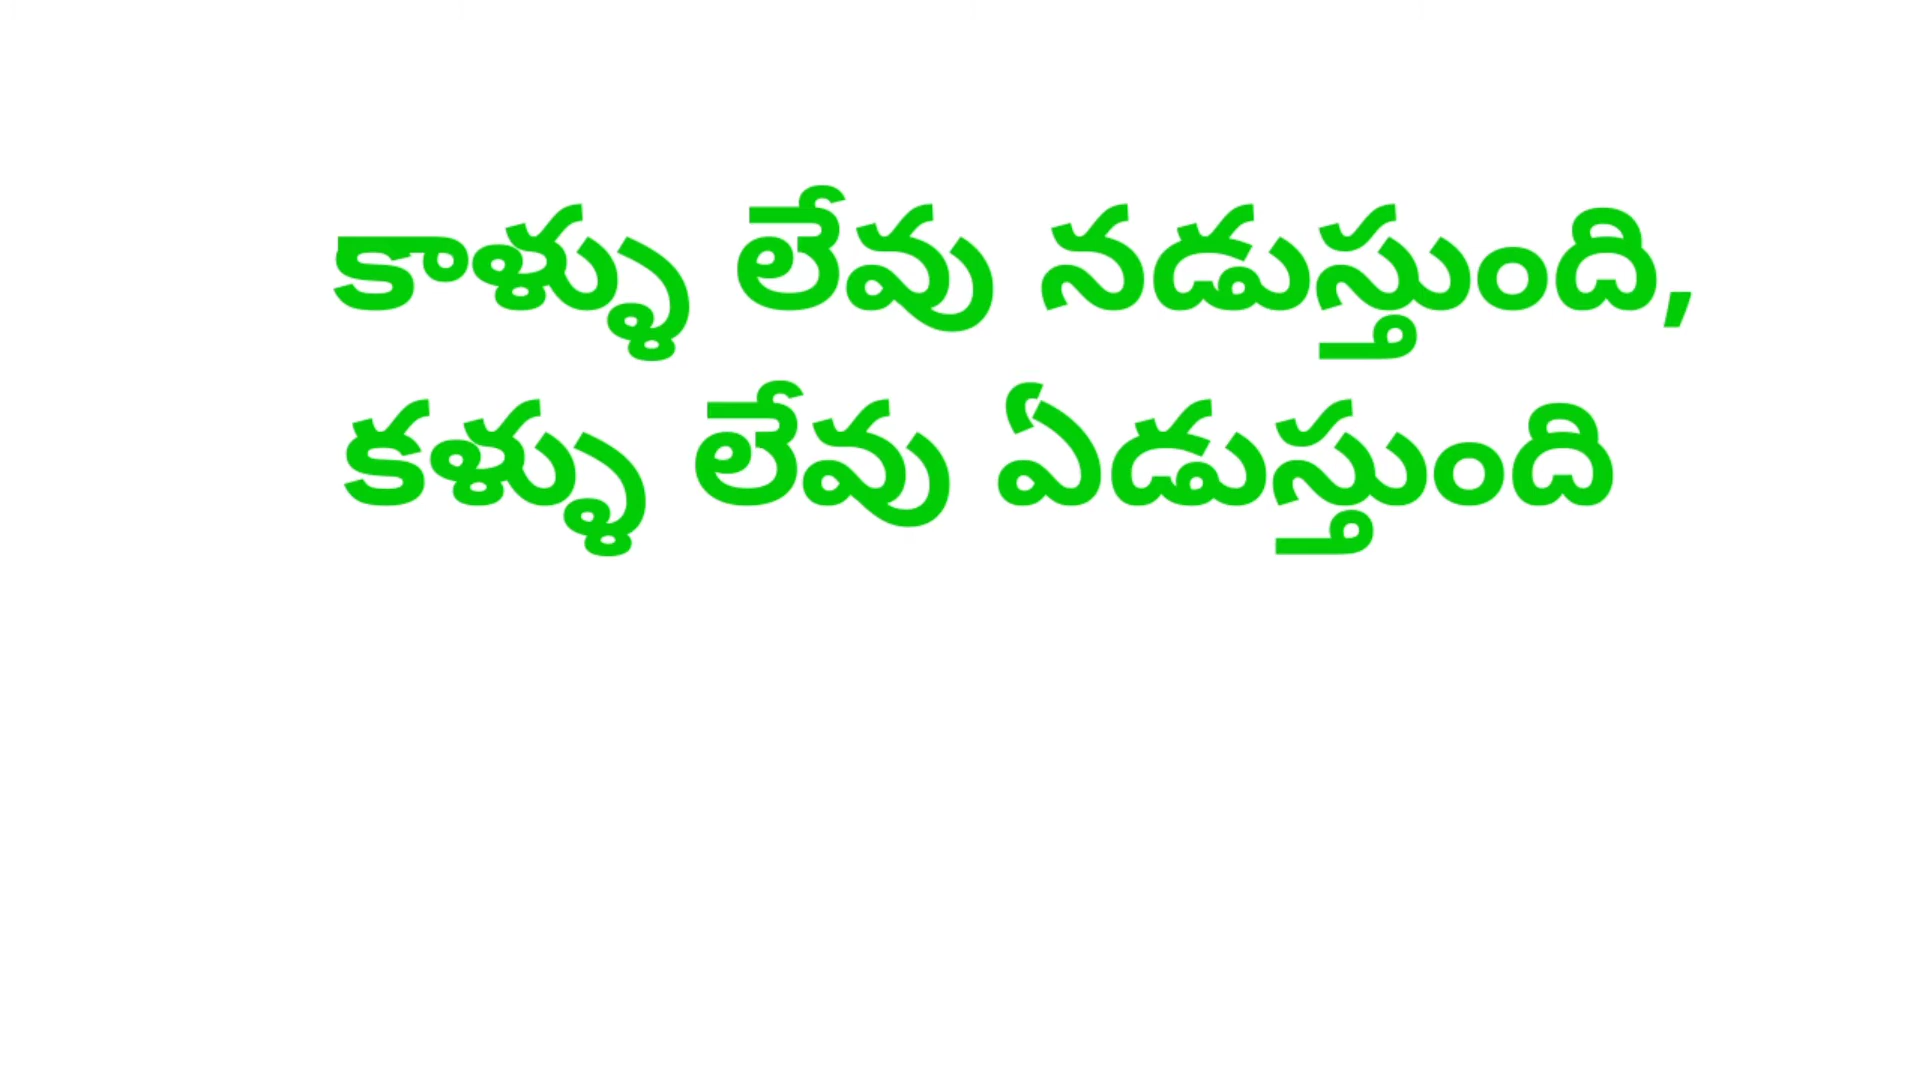 కాళ్ళు లేవు నడుస్తుంది,
కళ్ళు లేవు ఏడుస్తుంది